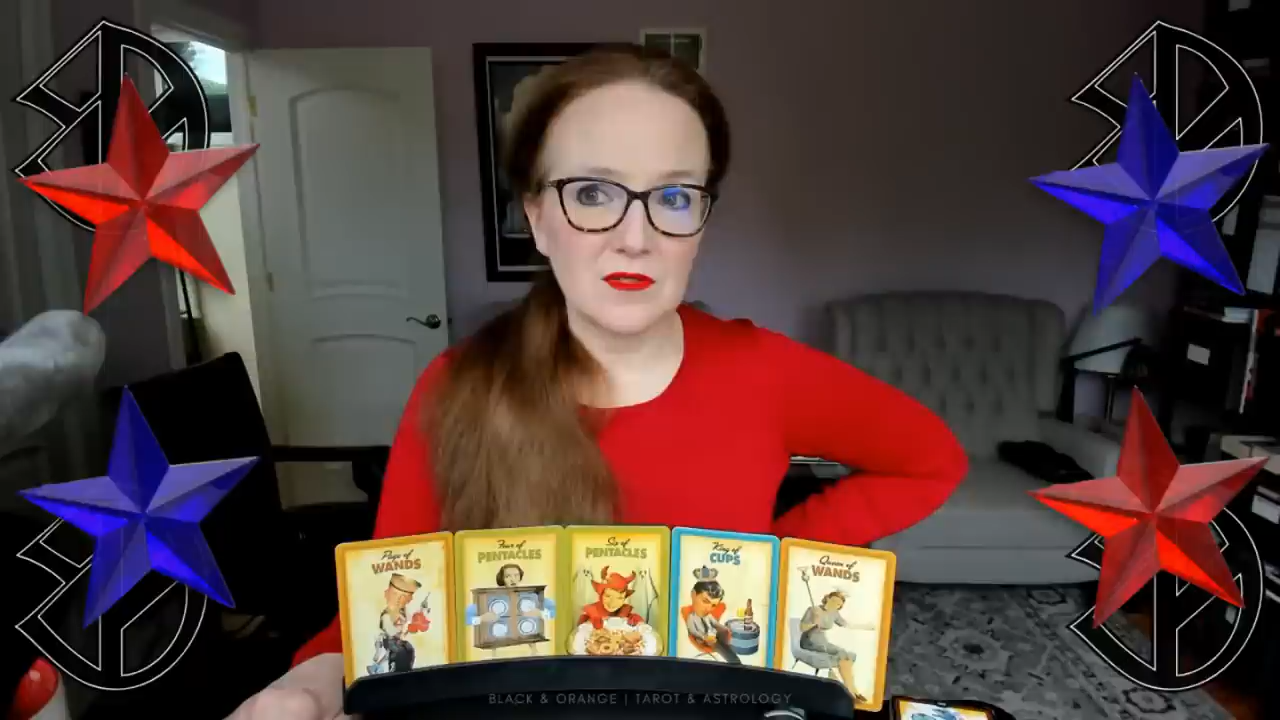 Page of
WANDS
Four of
PENTACLES
Six of
PENTACLES
King of
CUPS
Queen of
WANDS
BLACK & ORANGE | TAROT & ASTROLOGY